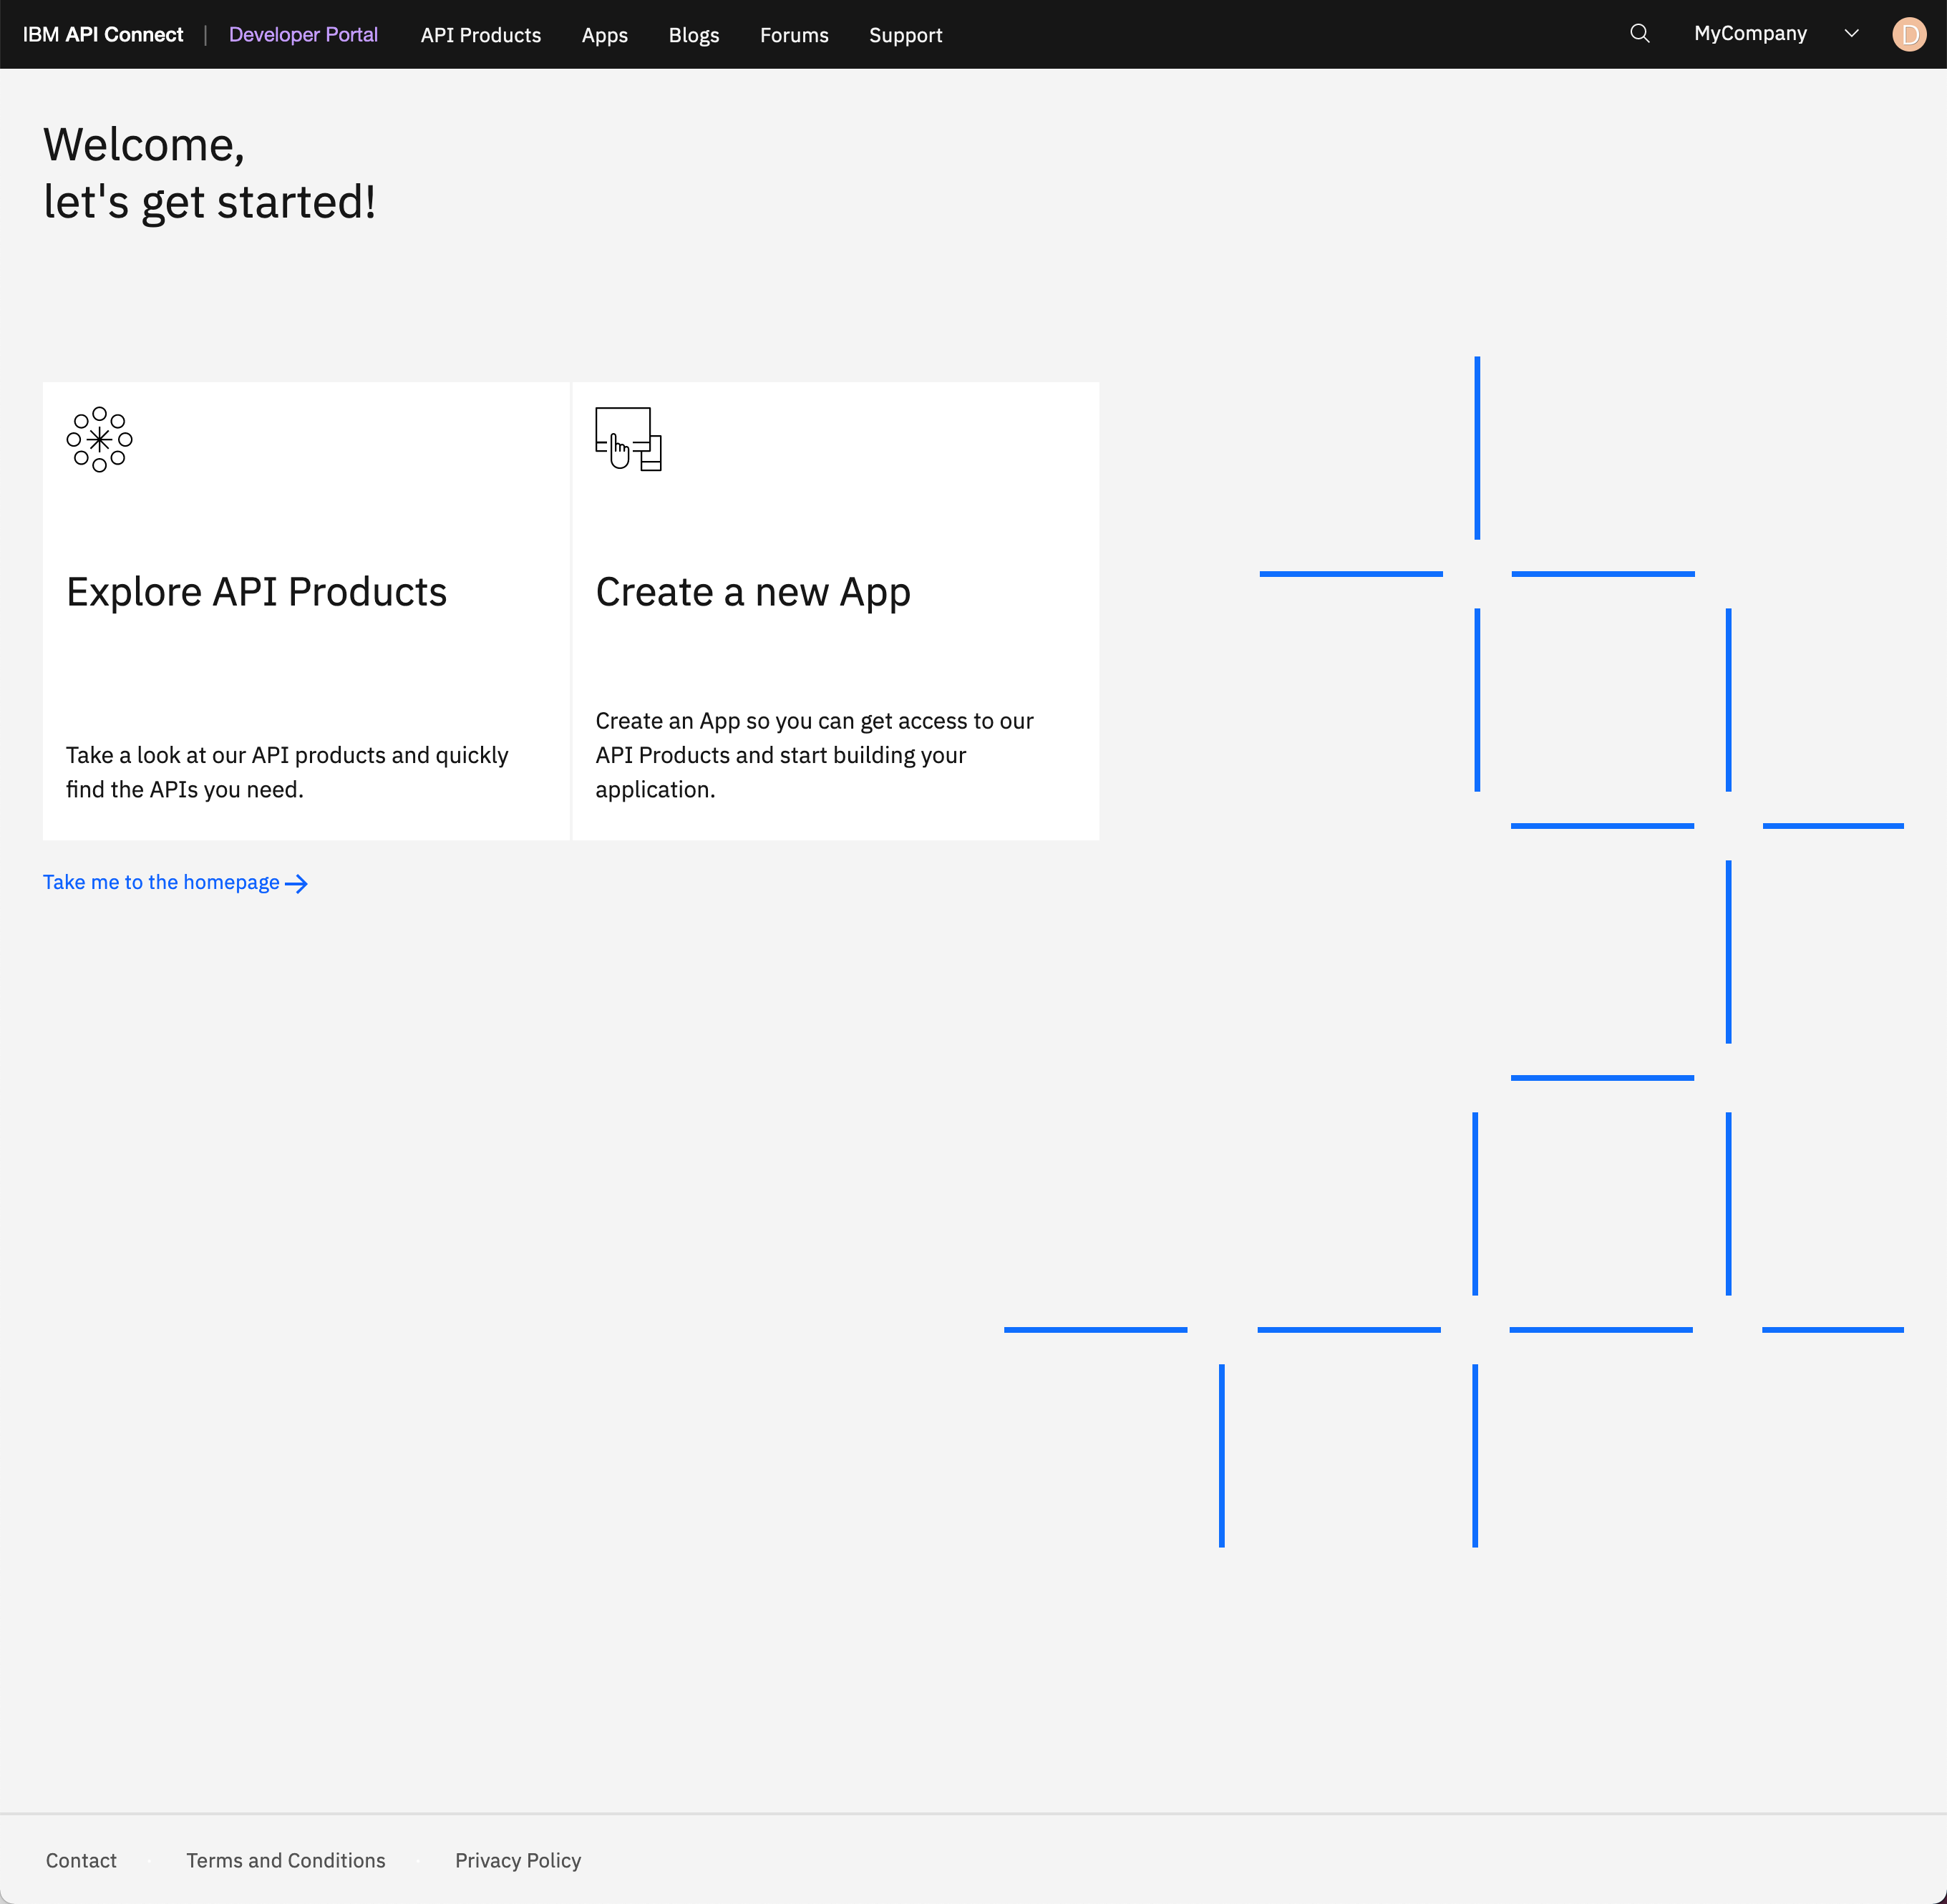 IBM API Connect | Developer Portal API Products Apps Blogs Forums Support MyCompany D
Welcome,
let's get started!
Explore API Products
Take a look at our API products and quickly
find the APIs you need.
Create a new App
Create an App so you can get access to our
API Products and start building your
application.
Take me to the homepage
Contact Terms and Conditions Privacy Policy